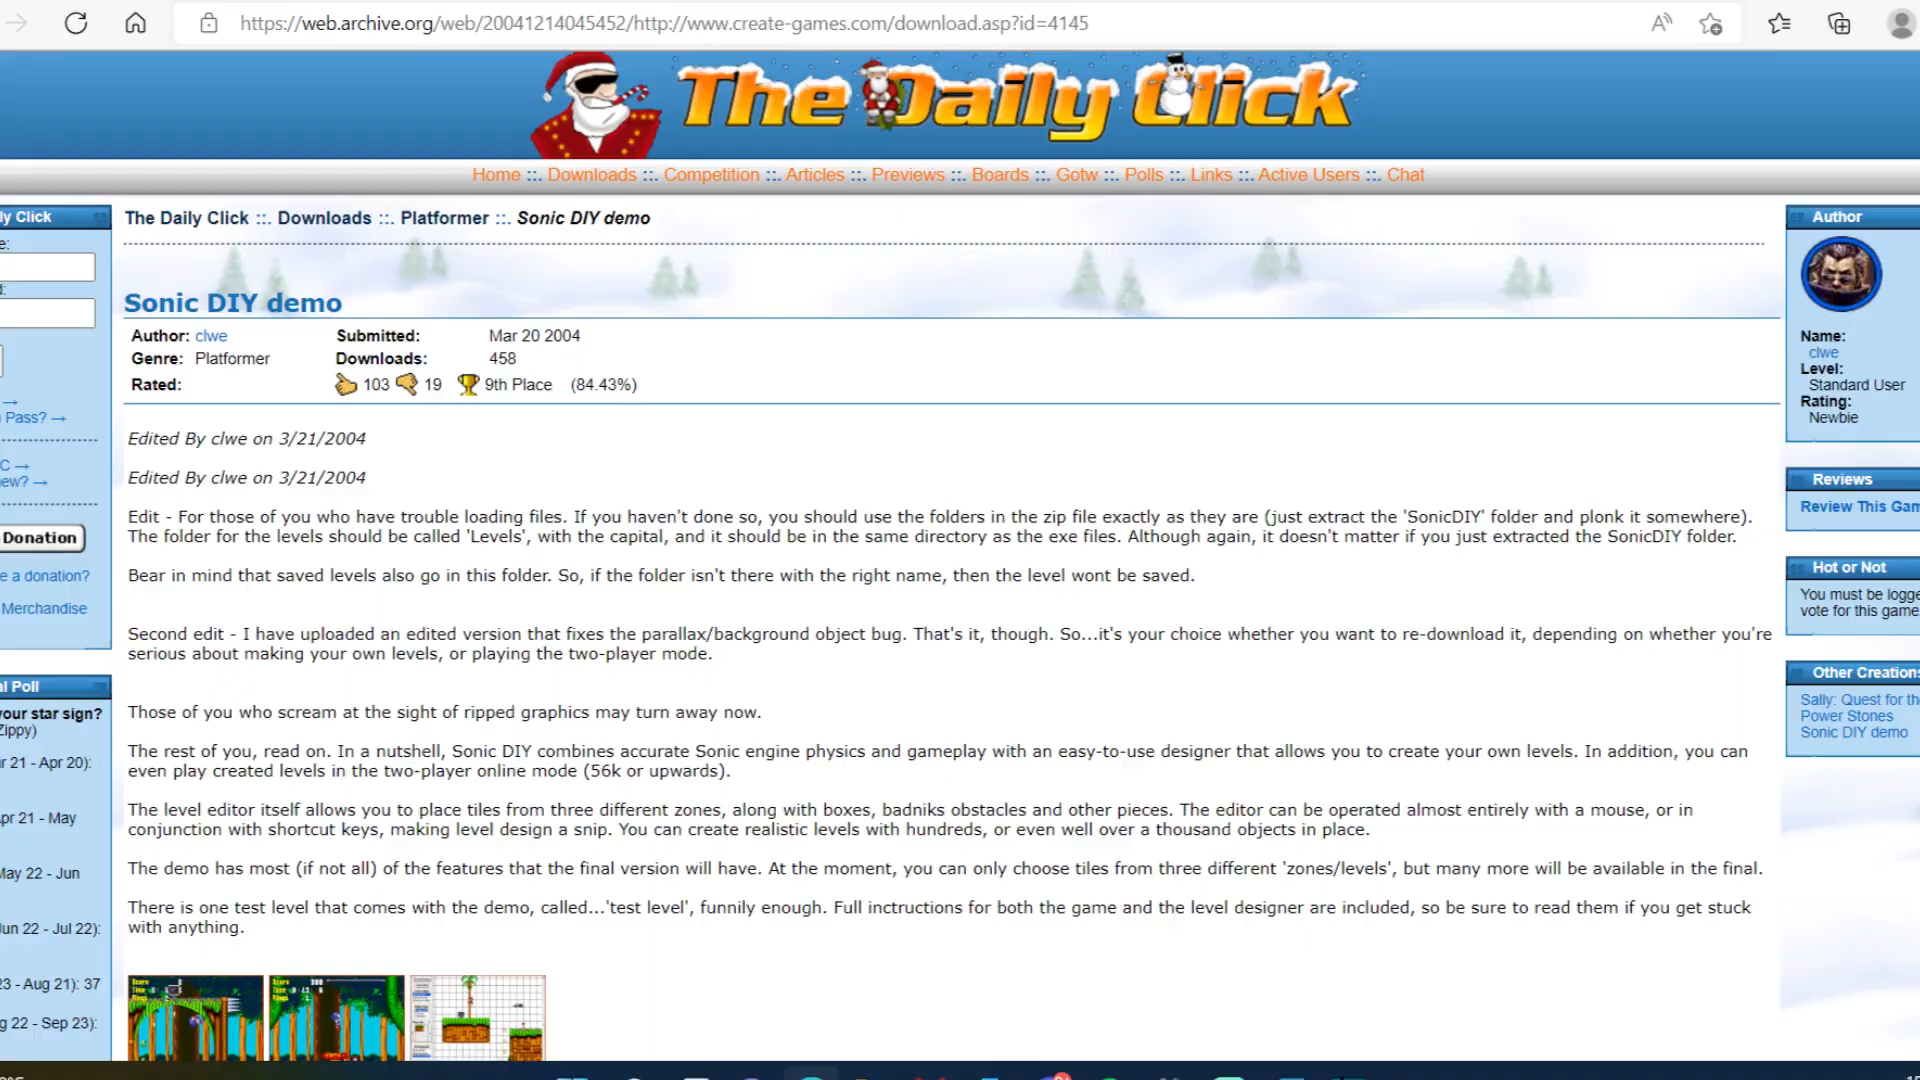 https://web.archive.org/web/20041214045452/http://www.create-games.com/download.asp?id=4145
The Daily Click
Home ::. Downloads ::. Competition ::. Articles ::. Previews ::. Boards ::. Gotw ::. Polls ::. Links ::. Active Users ::. Chat
ly Click
e:
d:
→
Pass? →
C →
ew? →
Donation
e a donation?
Merchandise
al Poll
your star sign?
Zippy)
r 21 - Apr 20):
Apr 21 - May
May 22 - Jun
un 22 - Jul 22):
23 - Aug 21): 37
g 22 - Sep 23):
The Daily Click ::. Downloads ::. Platformer ::. Sonic DIY demo
Sonic DIY demo
Author: clwe Submitted: Mar 20 2004
Genre: Platformer Downloads: 458
Rated: 103 19 9th Place (84.43%)
Edited By clwe on 3/21/2004
Edited By clwe on 3/21/2004
Edit - For those of you who have trouble loading files. If you haven't done so, you should use the folders in the zip file exactly as they are (just extract the 'SonicDIY' folder and plonk it somewhere).
The folder for the levels should be called 'Levels', with the capital, and it should be in the same directory as the exe files. Although again, it doesn't matter if you just extracted the SonicDIY folder.
Bear in mind that saved levels also go in this folder. So, if the folder isn't there with the right name, then the level wont be saved.
Second edit - I have uploaded an edited version that fixes the parallax/background object bug. That's it, though. So...it's your choice whether you want to re-download it, depending on whether you're
serious about making your own levels, or playing the two-player mode.
Those of you who scream at the sight of ripped graphics may turn away now.
The rest of you, read on. In a nutshell, Sonic DIY combines accurate Sonic engine physics and gameplay with an easy-to-use designer that allows you to create your own levels. In addition, you can
even play created levels in the two-player online mode (56k or upwards).
The level editor itself allows you to place tiles from three different zones, along with boxes, badniks obstacles and other pieces. The editor can be operated almost entirely with a mouse, or in
conjunction with shortcut keys, making level design a snip. You can create realistic levels with hundreds, or even well over a thousand objects in place.
The demo has most (if not all) of the features that the final version will have. At the moment, you can only choose tiles from three different 'zones/levels', but many more will be available in the final.
There is one test level that comes with the demo, called...'test level', funnily enough. Full inctructions for both the game and the level designer are included, so be sure to read them if you get stuck
with anything.
Author
Name:
clwe
Level:
Standard User
Rating:
Newbie
Reviews
Review This Gam
Hot or Not
You must be logge
vote for this game
Other Creations
Sally: Quest for the
Power Stones
Sonic DIY demo